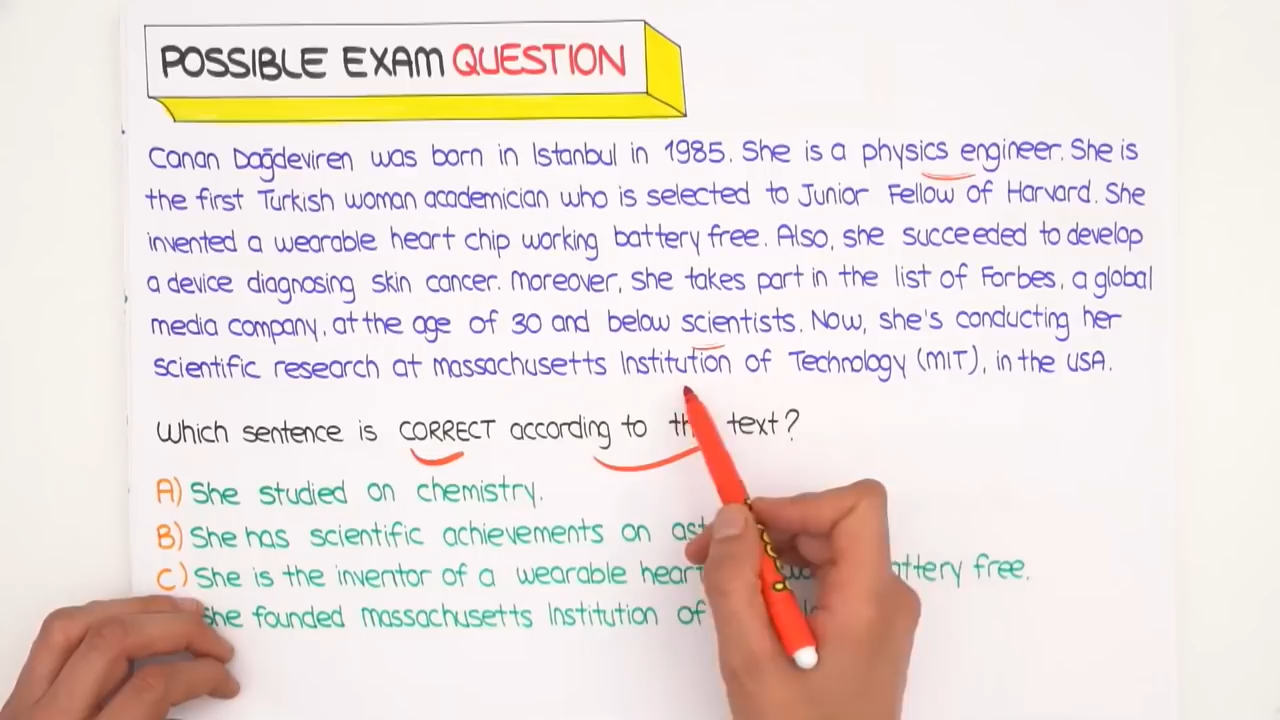 POSSIBLE EXAM QUESTION
Canan Dağdeviren was born in Istanbul in 1985. She is a physics engineer. She is
the first Turkish woman academician who is selected to Junior Fellow of Harvard. She
invented a wearable heart chip working battery free. Also, she succeeded to develop
a device diagnosing skin cancer. Moreover, she takes part in the list of Forbes, a global
media company, at the age of 30 and below scientists. Now, she's conducting her
scientific research at Massachusetts Institution of Technology (MIT), in the USA.
Which sentence is CORRECT according to text?
A) She studied on chemistry.
B) She has scientific achievements on
C) She is the inventor of a wearable battery free.
She founded Massachusetts Institution of